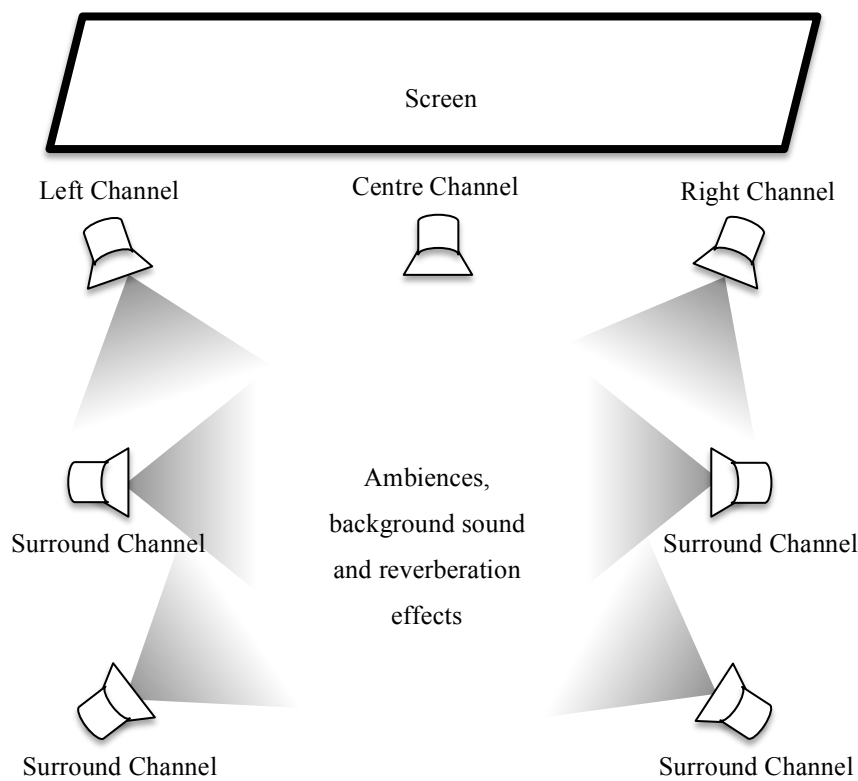 Screen
Left Channel
Centre Channel
Right Channel
Ambiences,
background sound
and reverberation
effects
Surround Channel
Surround Channel
Surround Channel
Surround Channel